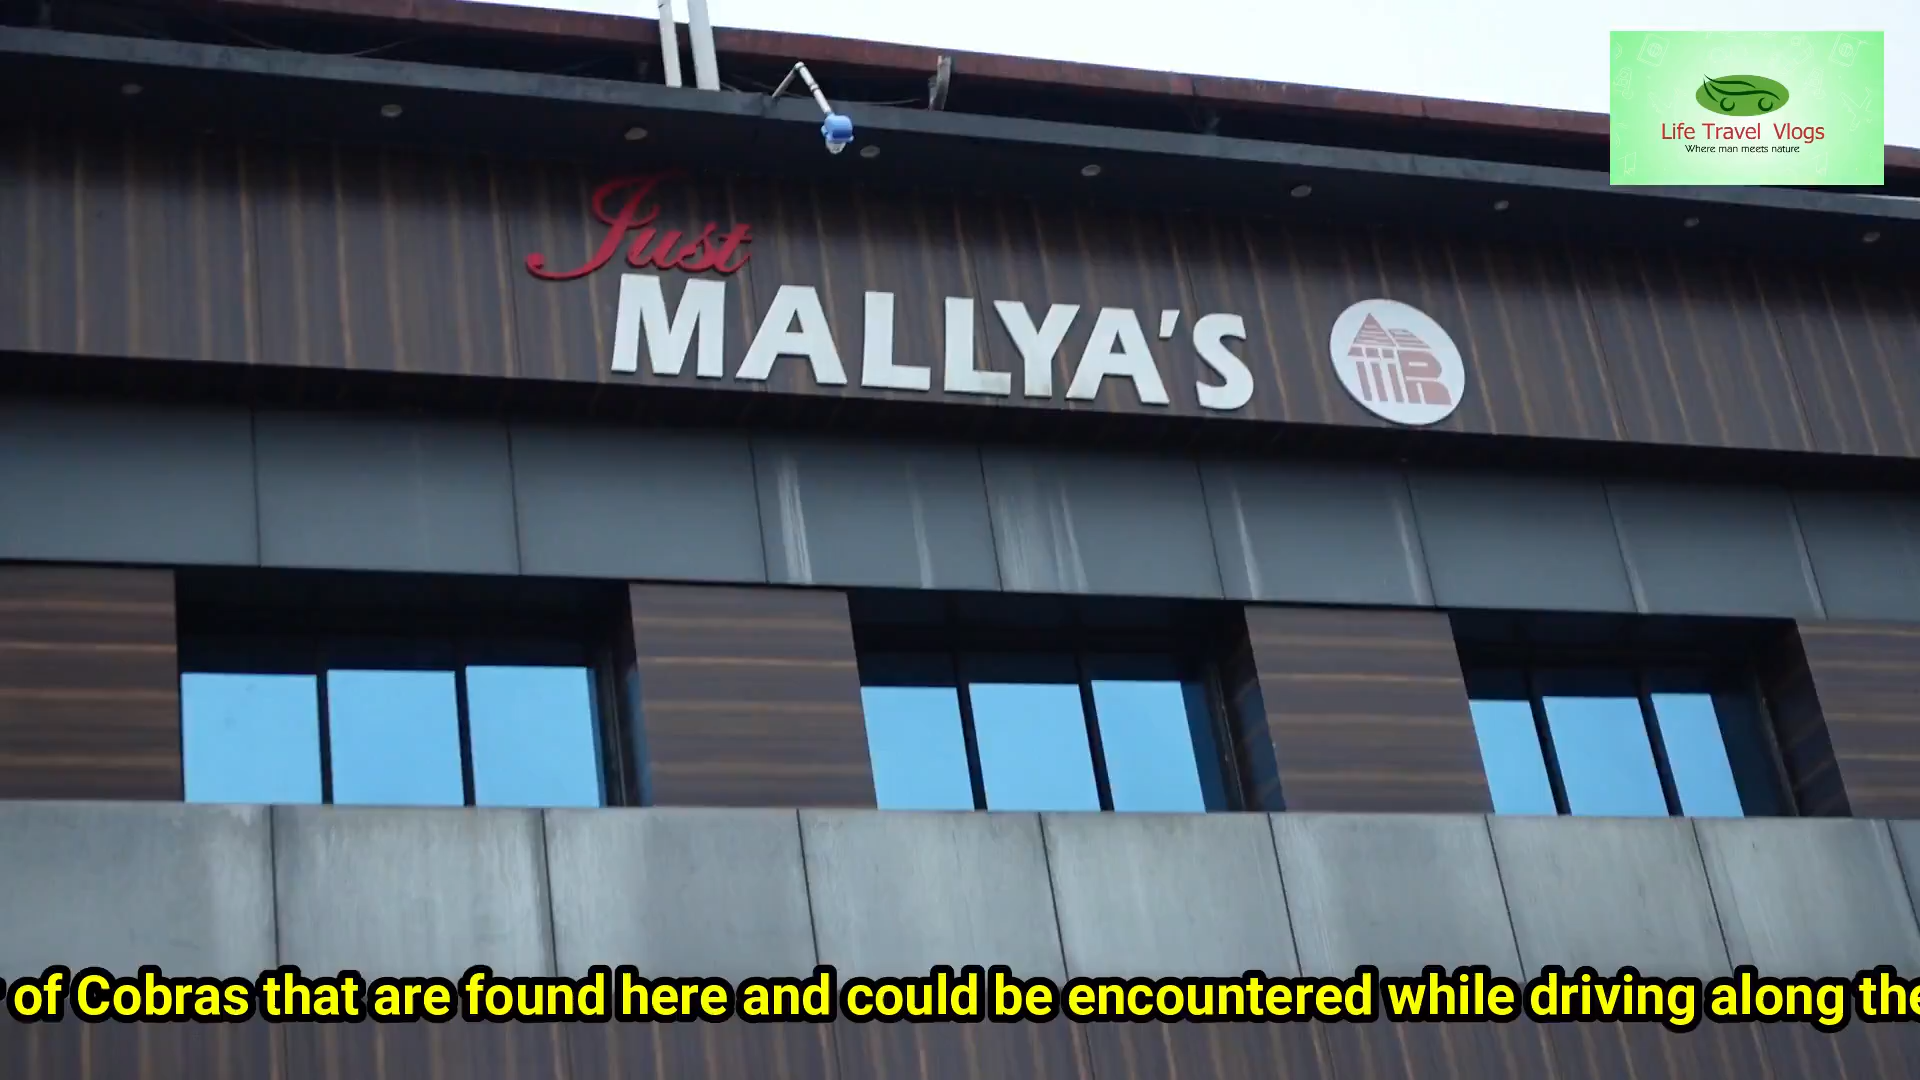 Life Travel Vlogs
Where man meets nature
Just
MALLYA'S
of Cobras that are found here and could be encountered while driving along the